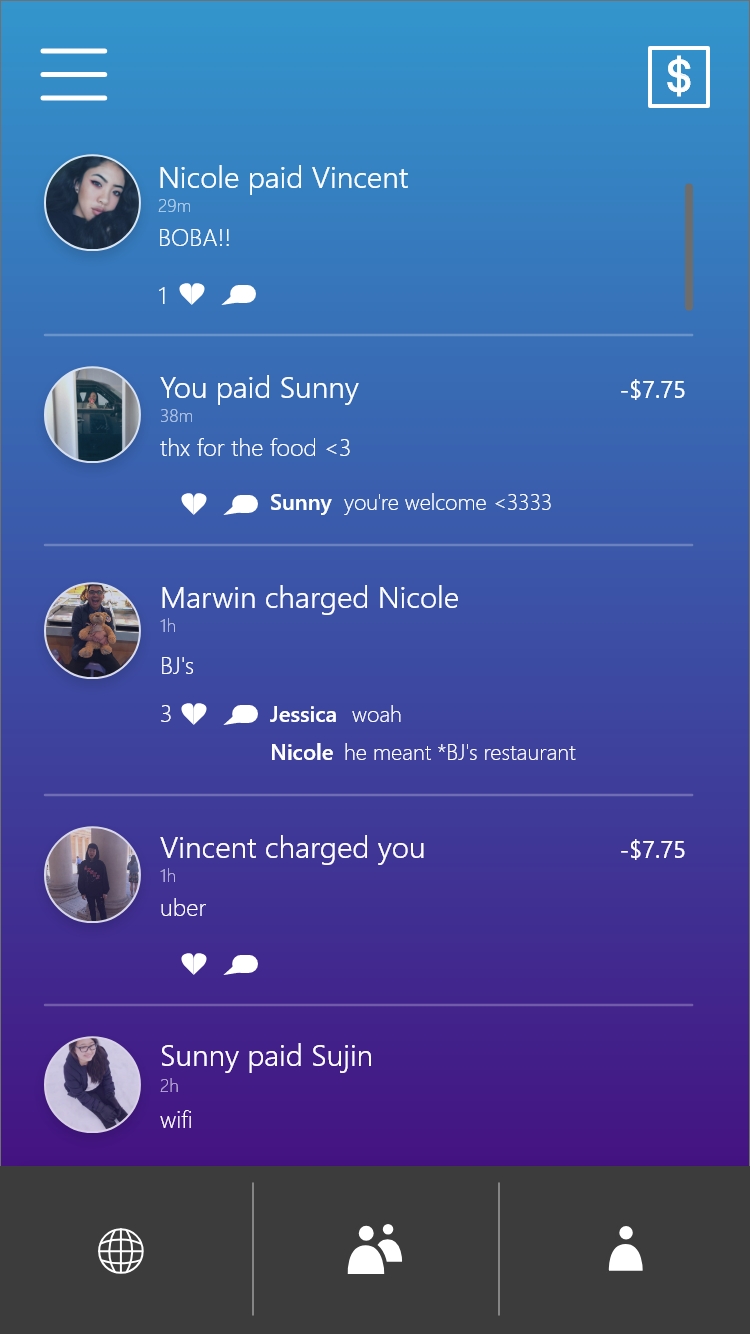 $
Nicole paid Vincent
29m
BOBA!!
1
You paid Sunny
-$7.75
38m
thx for the food <3
Sunny you're welcome <3333
Marwin charged Nicole
1h
BJ's
3 Jessica woah
Nicole he meant *BJ's restaurant
Vincent charged you
-$7.75
1h
uber
Sunny paid Sujin
2h
wifi